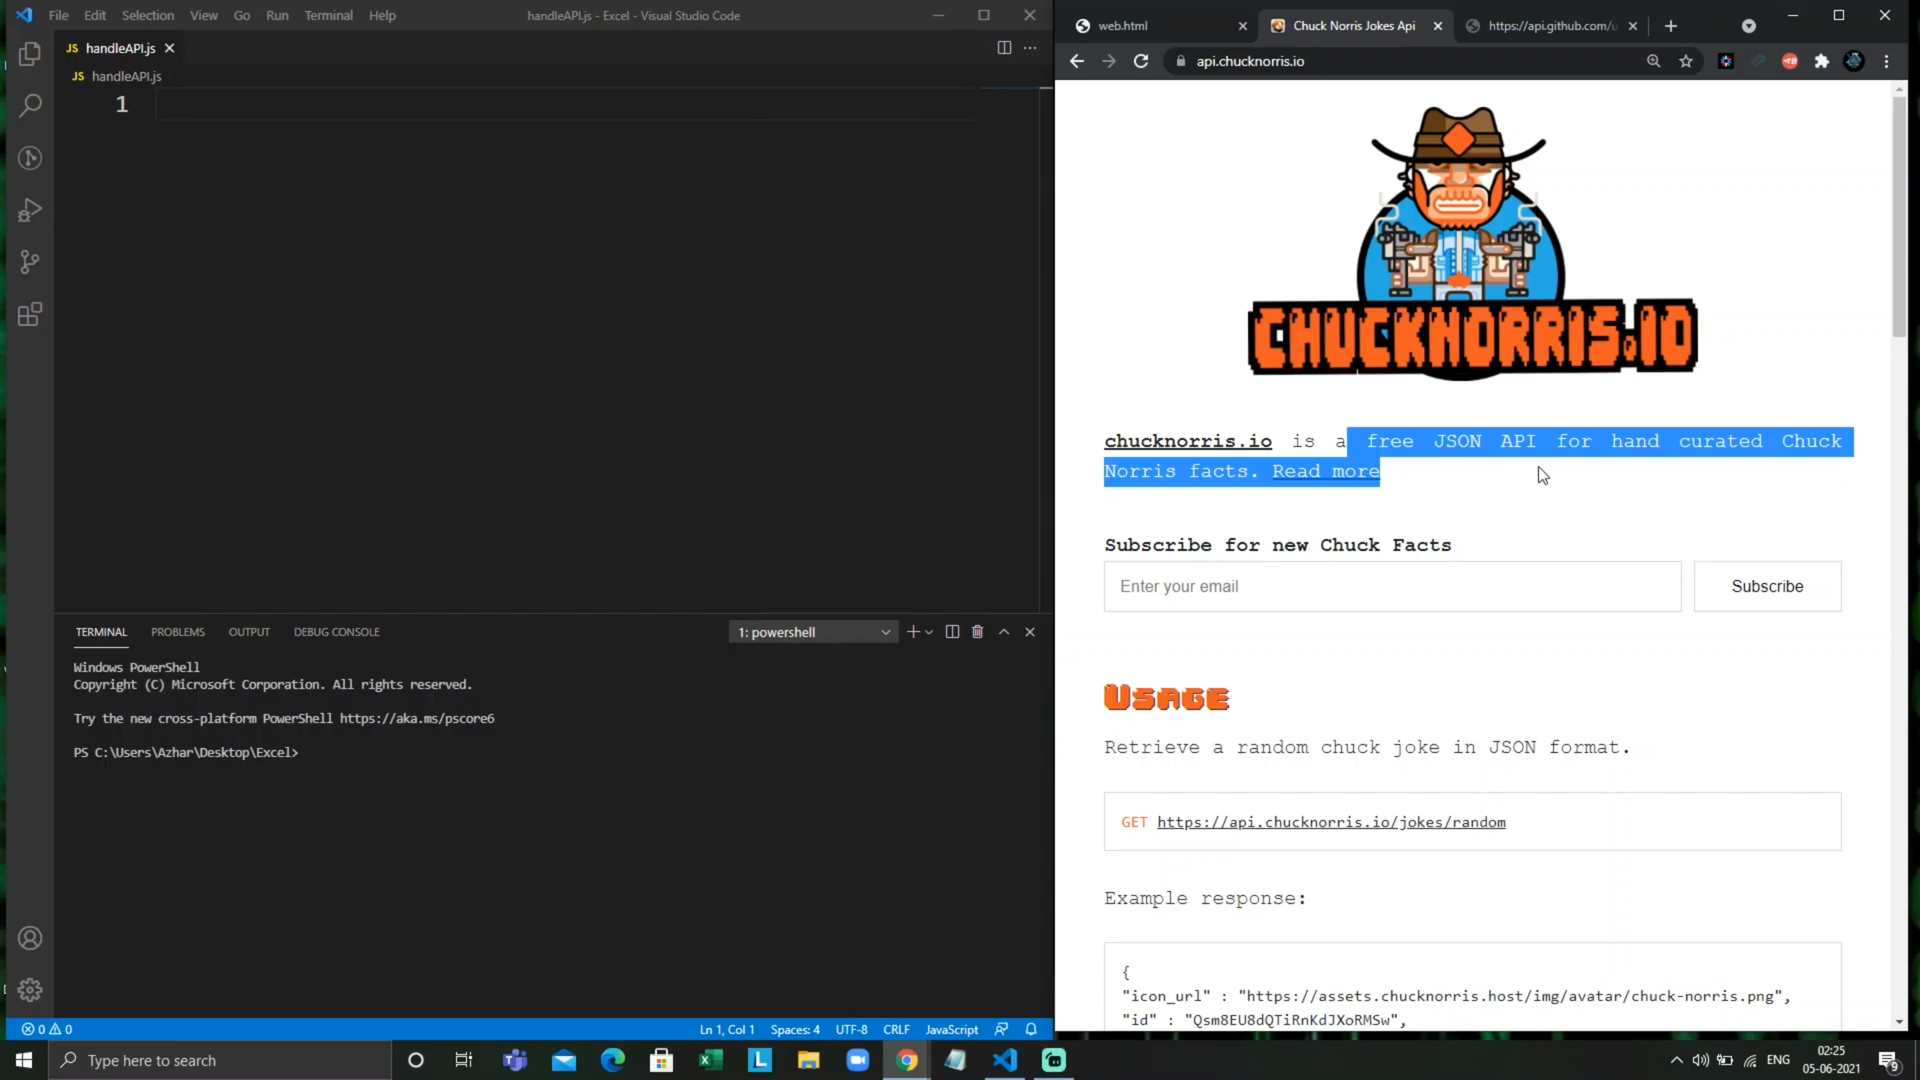 File Edit Selection View Go Run Terminal Help
handleAPI.js - Excel - Visual Studio Code
JS handleAPI.js
JS handleAPI.js
1
TERMINAL PROBLEMS OUTPUT DEBUG CONSOLE
1: powershell
Windows PowerShell
Copyright (C) Microsoft Corporation. All rights reserved.
Try the new cross-platform PowerShell https://aka.ms/pscore6
PS C:\Users\Azhar\Desktop\Excel>
0 0
Ln 1, Col 1 Spaces: 4 UTF-8 CRLF JavaScript
web.html
Chuck Norris Jokes Api
https://api.github.com/u
api.chucknorris.io
CHUCKNORRIS.IO
chucknorris.io is a free JSON API for hand curated Chuck
Norris facts. Read more
Subscribe for new Chuck Facts
Enter your email
Subscribe
USAGE
Retrieve a random chuck joke in JSON format.
GET https://api.chucknorris.io/jokes/random
Example response:
{
"icon_url" : "https://assets.chucknorris.host/img/avatar/chuck-norris.png",
"id" : "Qsm8EU8dQTiRnKdJXoRMSw",
Type here to search
ENG
02:25
05-06-2021
9